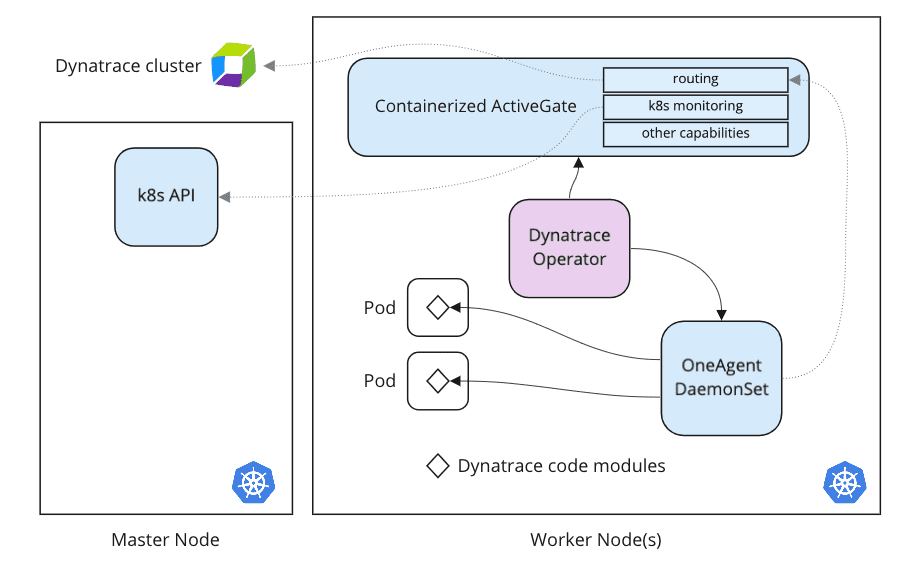 Dynatrace cluster
k8s API
Master Node
Containerized ActiveGate
routing
k8s monitoring
other capabilities
Dynatrace
Operator
Pod
Pod
OneAgent
DaemonSet
Dynatrace code modules
Worker Node(s)